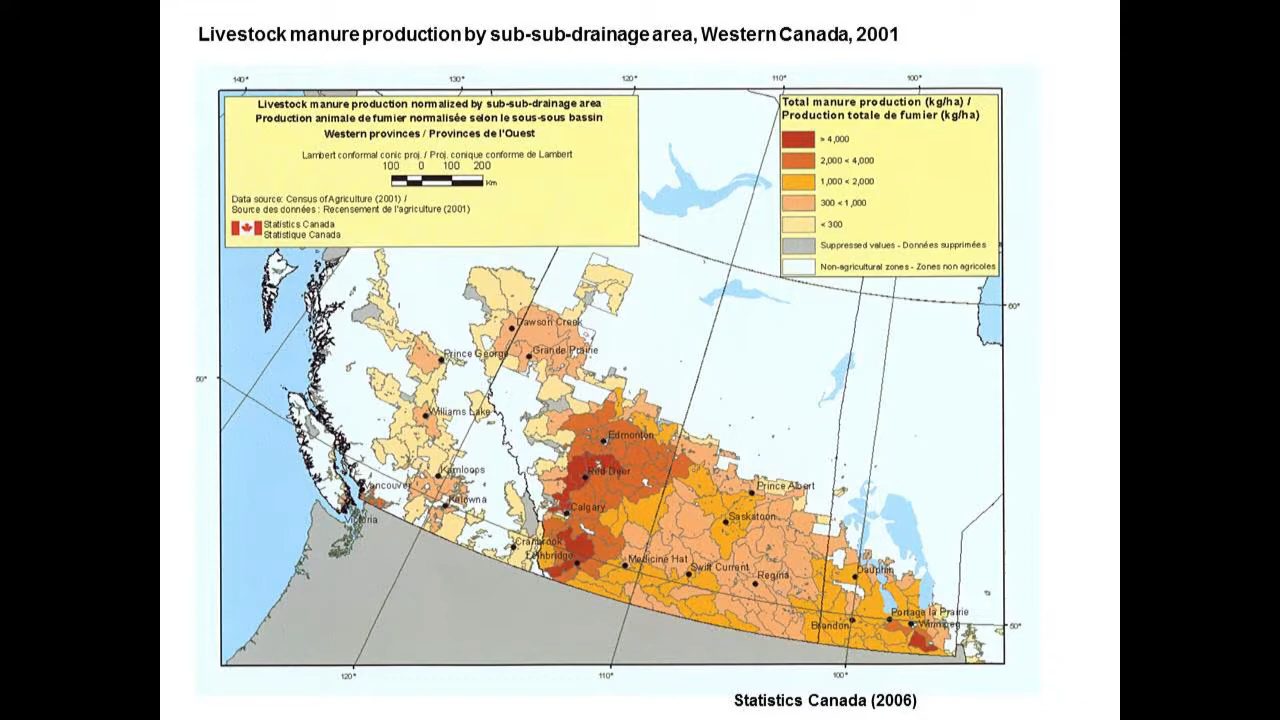 Livestock manure production by sub-sub-drainage area, Western Canada, 2001
140°
130°
120°
110°
100°
Livestock manure production normalized by sub-sub-drainage area
Production animale de fumier normalisée selon le sous-sous bassin
Western provinces / Provinces de l'Ouest
Lambert conformal conic proj. / Proj. conique conforme de Lambert
100 0 100 200
Km
Data source: Census of Agriculture (2001) /
Source des données : Recensement de l'agriculture (2001)
Statistics Canada
Statistique Canada
Total manure production (kg/ha) /
Production totale de fumier (kg/ha)
> 4,000
2,000 < 4,000
1,000 < 2,000
300 < 1,000
< 300
Suppressed values - Données supprimées
Non-agricultural zones - Zones non agricoles
60°
Dawson Creek
Prince George
Grande Prairie
50°
Williams Lake
Edmonton
Kamloops
Red Deer
Vancouver
Prince Albert
Kelowna
Calgary
Saskatoon
Victoria
Cranbrook
Lethbridge
Medicine Hat
Swift Current
Regina
Dauphin
Portage la Prairie
Brandon
Winnipeg
50°
120°
110°
100°
Statistics Canada (2006)